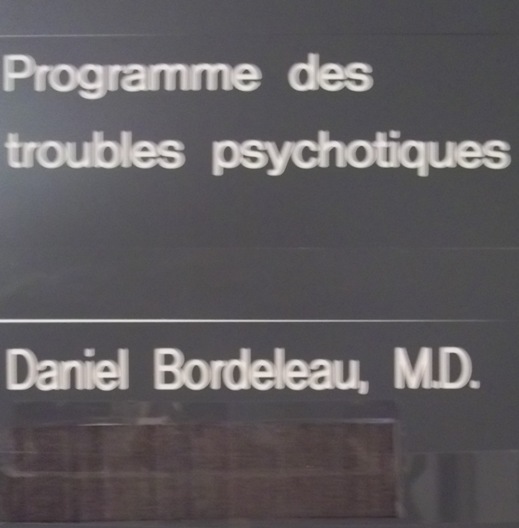 Programme des
troubles psychotiques
Daniel Bordeleau, M.D.